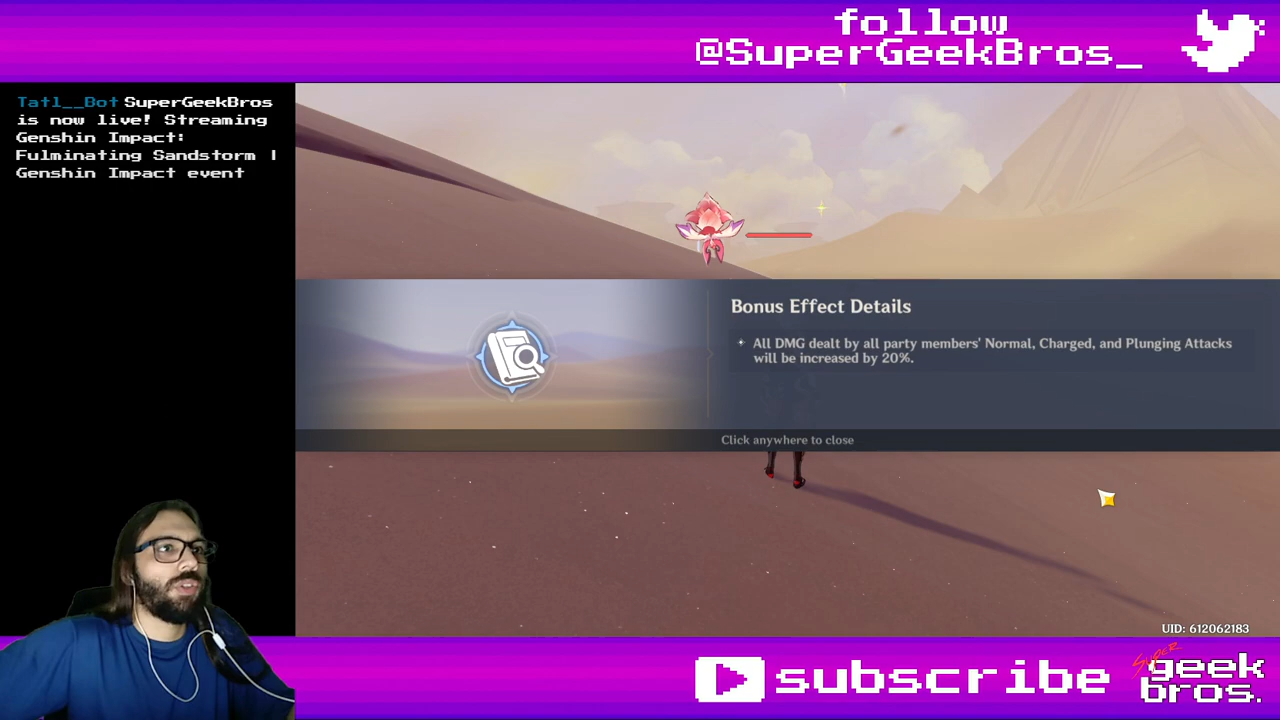 follow
@SuperGeekBros_
Tatl__Bot SuperGeekBros
is now live! Streaming
Genshin Impact:
Fulminating Sandstorm |
Genshin Impact event
Bonus Effect Details
All DMG dealt by all party members' Normal, Charged, and Plunging Attacks
will be increased by 20%.
Click anywhere to close
UID: 612062183
subscribe
Super
geek
bros.